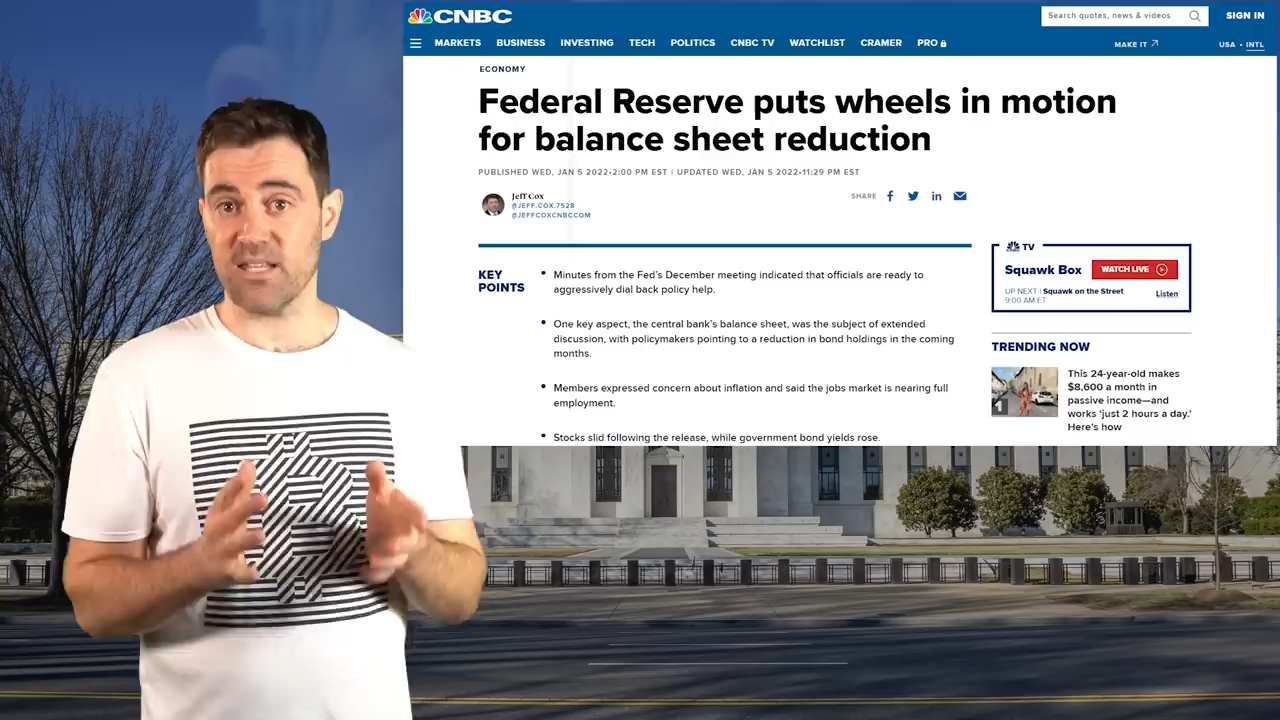 CNBC
Search quotes, news & videos
SIGN IN
MARKETS BUSINESS INVESTING TECH POLITICS CNBC TV WATCHLIST CRAMER PRO
MAKE IT
USA • INTL
ECONOMY
Federal Reserve puts wheels in motion
for balance sheet reduction
PUBLISHED WED, JAN 5 2022•2:00 PM EST | UPDATED WED, JAN 5 2022•11:29 PM EST
Jeff Cox
@JEFF.COX.7528
@JEFFCOXCNBCCOM
SHARE
KEY
POINTS
• Minutes from the Fed's December meeting indicated that officials are ready to
aggressively dial back policy help.
• One key aspect, the central bank's balance sheet, was the subject of extended
discussion, with policymakers pointing to a reduction in bond holdings in the coming
months.
• Members expressed concern about inflation and said the jobs market is nearing full
employment.
• Stocks slid following the release, while government bond yields rose.
TV
Squawk Box
WATCH LIVE
UP NEXT | Squawk on the Street
9:00 AM ET
Listen
TRENDING NOW
1
This 24-year-old makes
$8,600 a month in
passive income—and
works ‘just 2 hours a day.’
Here's how